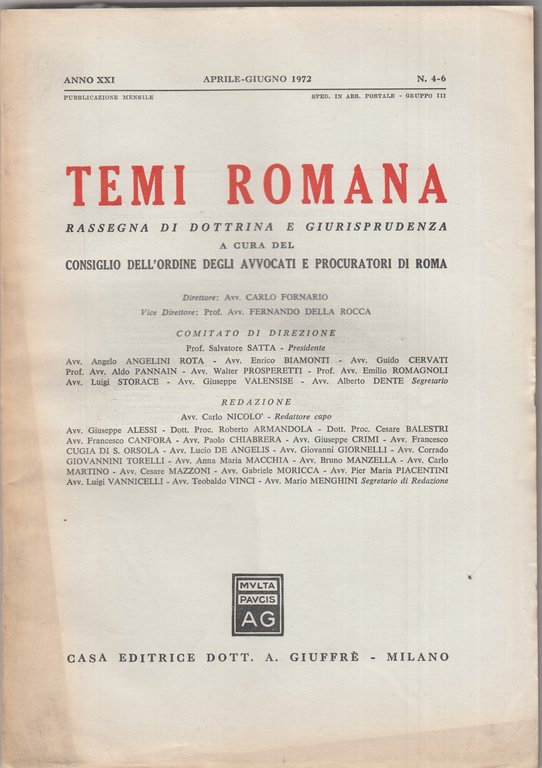 ANNO XXI APRILE-GIUGNO 1972 N. 4-6
PUBBLICAZIONE MENSILE SPED. IN ABB. POSTALE - GRUPPO III
TEMI ROMANA
RASSEGNA DI DOTTRINA E GIURISPRUDENZA
A CURA DEL
CONSIGLIO DELL'ORDINE DEGLI AVVOCATI E PROCURATORI DI ROMA
Direttore: Avv. CARLO FORNARIO
Vice Direttore: Prof. Avv. FERNANDO DELLA ROCCA
COMITATO DI DIREZIONE
Prof. Salvatore SATTA - Presidente
Avv. Angelo ANGELINI ROTA - Avv. Enrico BIAMONTI - Avv. Guido CERVATI
Prof. Avv. Aldo PANNAIN - Avv. Walter PROSPERETTI - Prof. Avv. Emilio ROMAGNOLI
Avv. Luigi STORACE - Avv. Giuseppe VALENSISE - Avv. Alberto DENTE Segretario
REDAZIONE
Avv. Carlo NICOLO' - Redattore capo
Avv. Giuseppe ALESSI - Dott. Proc. Roberto ARMANDOLA - Dott. Proc. Cesare BALESTRI
Avv. Francesco CANFORA - Avv. Paolo CHIABRERA - Avv. Giuseppe CRIMI - Avv. Francesco
CUGIA DI S. ORSOLA - Avv. Lucio DE ANGELIS - Avv. Giovanni GIORNELLI - Avv. Corrado
GIOVANNINI TORELLI - Avv. Anna Maria MACCHIA - Avv. Bruno MANZELLA - Avv. Carlo
MARTINO - Avv. Cesare MAZZONI - Avv. Gabriele MORICCA - Avv. Pier Maria PIACENTINI
Avv. Luigi VANNICELLI - Avv. Teobaldo VINCI - Avv. Mario MENGHINI Segretario di Redazione
MVLTA
PAVCIS
AG
CASA EDITRICE DOTT. A. GIUFFRÈ - MILANO